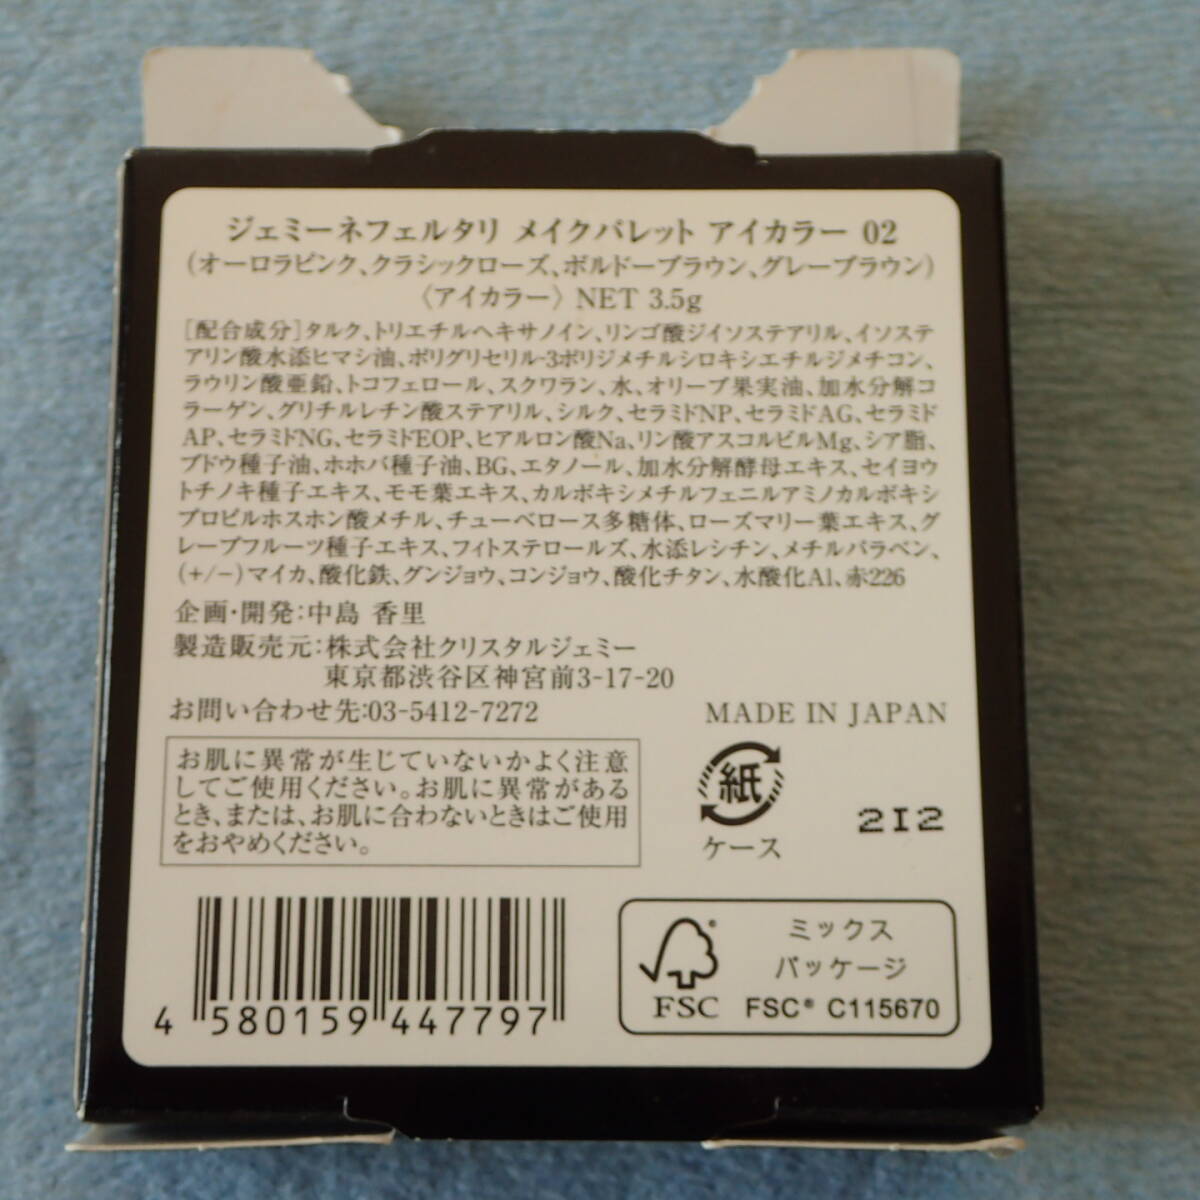 ジェミーネフェルタリ メイクパレット アイカラー 02
(オーロラピンク、クラシックローズ、ボルドーブラウン、グレーブラウン)
〈アイカラー〉 NET 3.5g
[配合成分]タルク、トリエチルヘキサノイン、リンゴ酸ジイソステアリル、イソステ
アリン酸水添ヒマシ油、ポリグリセリル-3ポリジメチルシロキシエチルジメチコン、
ラウリン酸亜鉛、トコフェロール、スクワラン、水、オリーブ果実油、加水分解コ
ラーゲン、グリチルレチン酸ステアリル、シルク、セラミドNP、セラミドAG、セラミド
AP、セラミドNG、セラミドEOP、ヒアルロン酸Na、リン酸アスコルビルMg、シア脂、
ブドウ種子油、ホホバ種子油、BG、エタノール、加水分解酵母エキス、セイヨウ
トチノキ種子エキス、モモ葉エキス、カルボキシメチルフェニルアミノカルボキシ
プロピルホスホン酸メチル、チューベロース多糖体、ローズマリー葉エキス、グ
レープフルーツ種子エキス、フィトステロールズ、水添レシチン、メチルパラベン、
(+/−)マイカ、酸化鉄、グンジョウ、コンジョウ、酸化チタン、水酸化Al、赤226
企画・開発:中島 香里
製造販売元:株式会社クリスタルジェミー
東京都渋谷区神宮前3-17-20
お問い合わせ先:03-5412-7272
MADE IN JAPAN
お肌に異常が生じていないかよく注意
してご使用ください。お肌に異常がある
とき、または、お肌に合わないときはご使用
をおやめください。
紙
ケース
212
4 580159 447797
FSC
ミックス
パッケージ
FSC® C115670